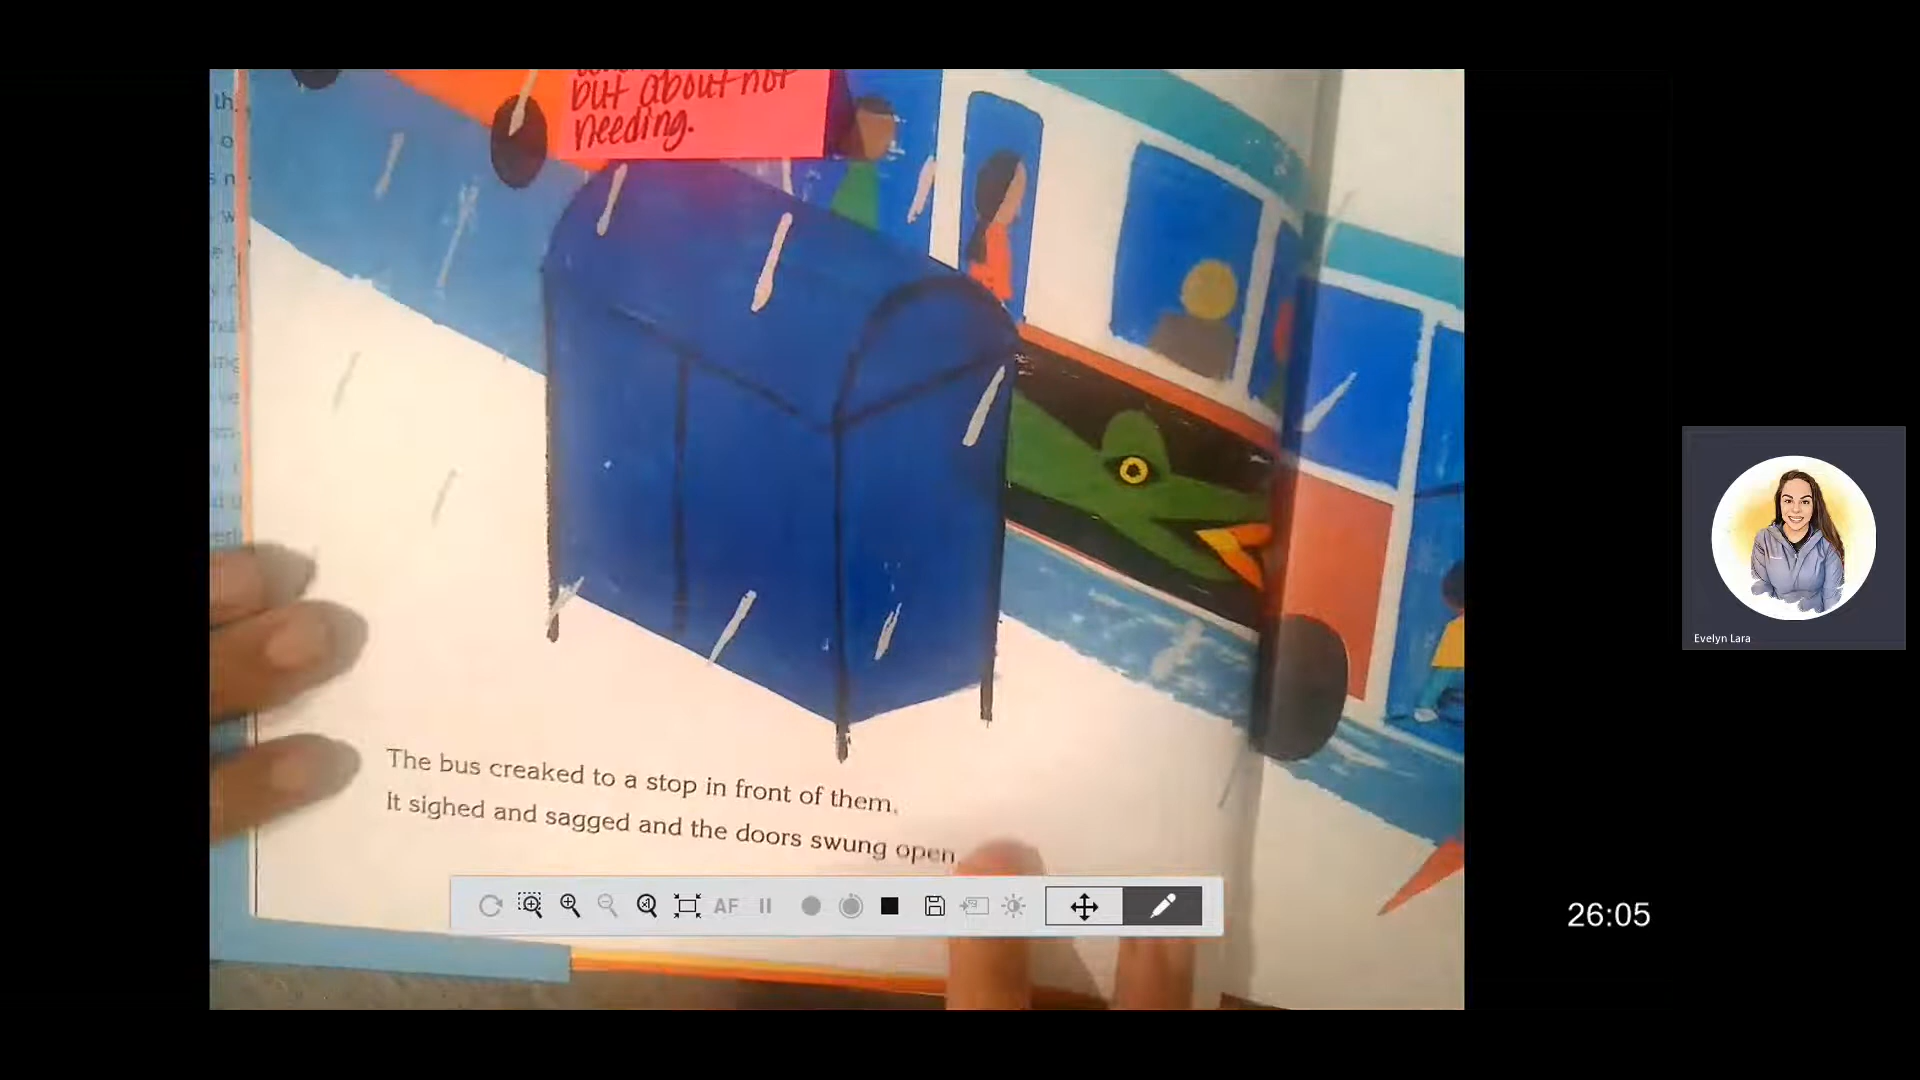 but about not
needing.
The bus creaked to a stop in front of them.
It sighed and sagged and the doors swung open.
AF
Evelyn Lara
26:05